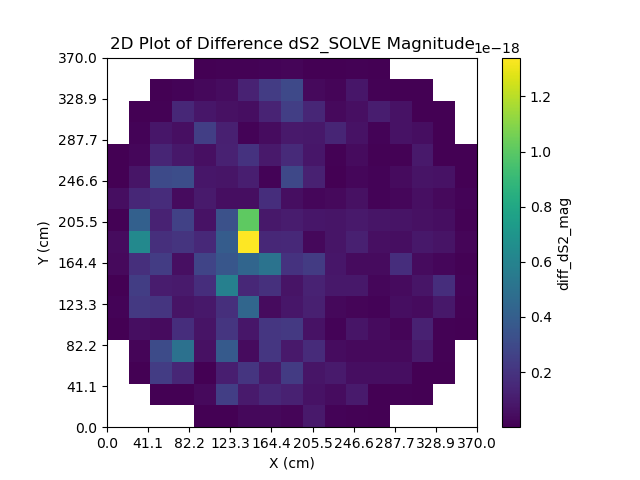 2D Plot of Difference dS2_SOLVE Magnitude
1e−18
370.0
328.9
287.7
246.6
205.5
164.4
123.3
82.2
41.1
0.0
Y (cm)
0.0 41.1 82.2 123.3 164.4 205.5 246.6 287.7 328.9 370.0
X (cm)
1.2
1.0
0.8
0.6
0.4
0.2
diff_dS2_mag